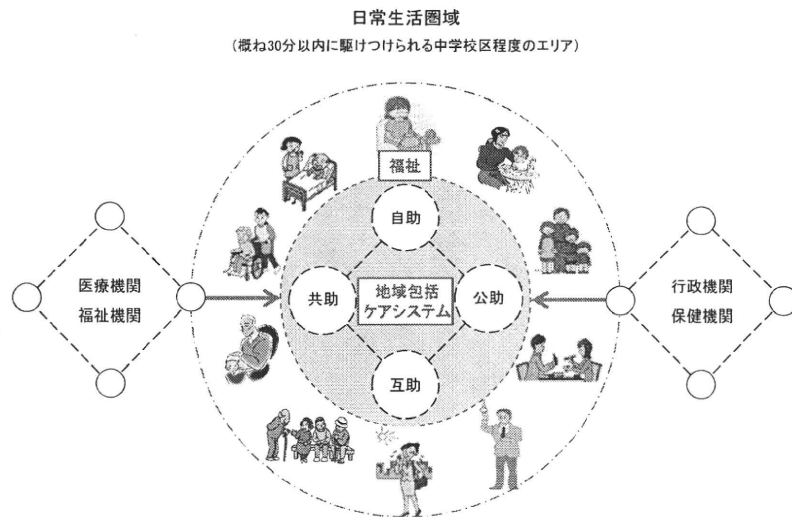 日常生活圏域
(概ね30分以内に駆けつけられる中学校区程度のエリア)
福祉
自助
医療機関
福祉機関
共助
地域包括
ケアシステム
公助
行政機関
保健機関
互助